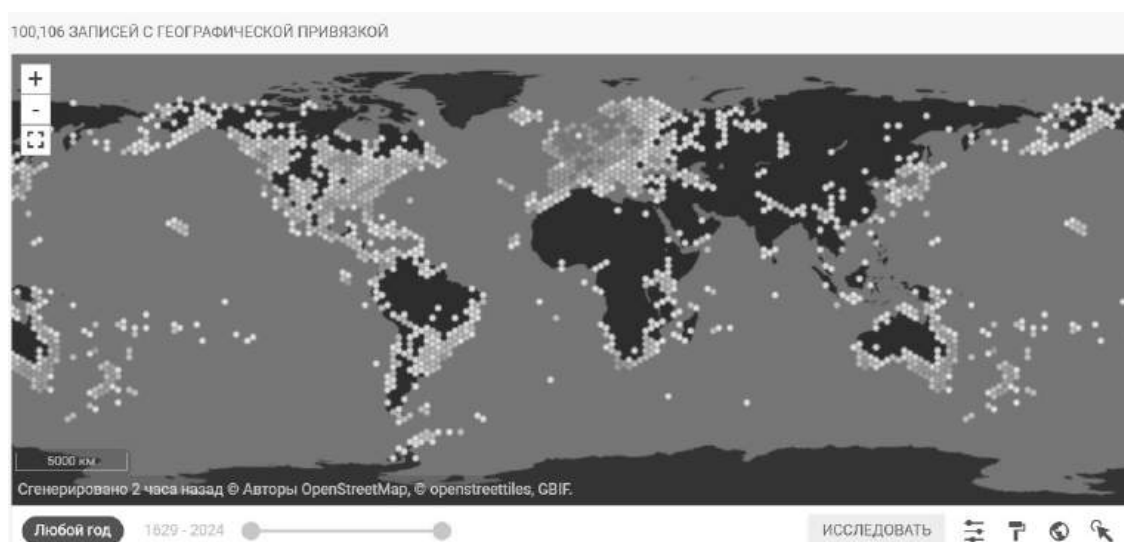 100,106 ЗАПИСЕЙ С ГЕОГРАФИЧЕСКОЙ ПРИВЯЗКОЙ
+
-
5000 км
Сгенерировано 2 часа назад © Авторы OpenStreetMap, © openstreettiles, GBIF.
Любой год 1629 - 2024 ИССЛЕДОВАТЬ